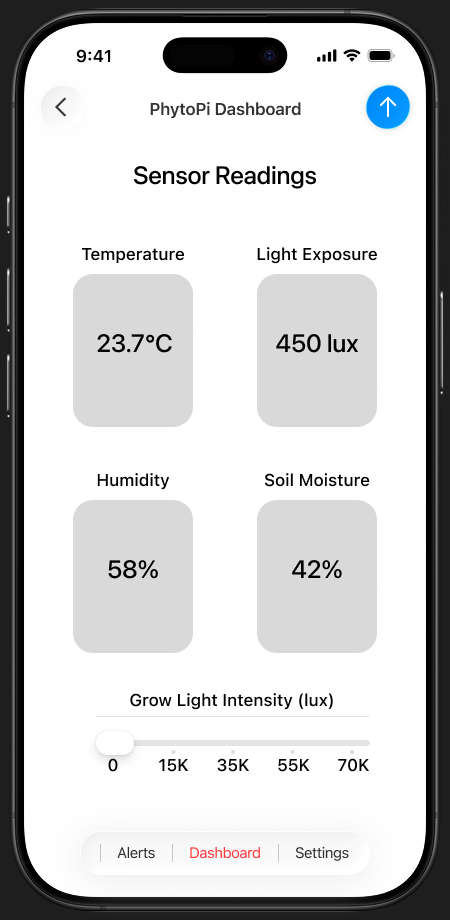 9:41
PhytoPi Dashboard
Sensor Readings
Temperature Light Exposure
23.7°C 450 lux
Humidity Soil Moisture
58% 42%
Grow Light Intensity (lux)
0 15K 35K 55K 70K
Alerts Dashboard Settings